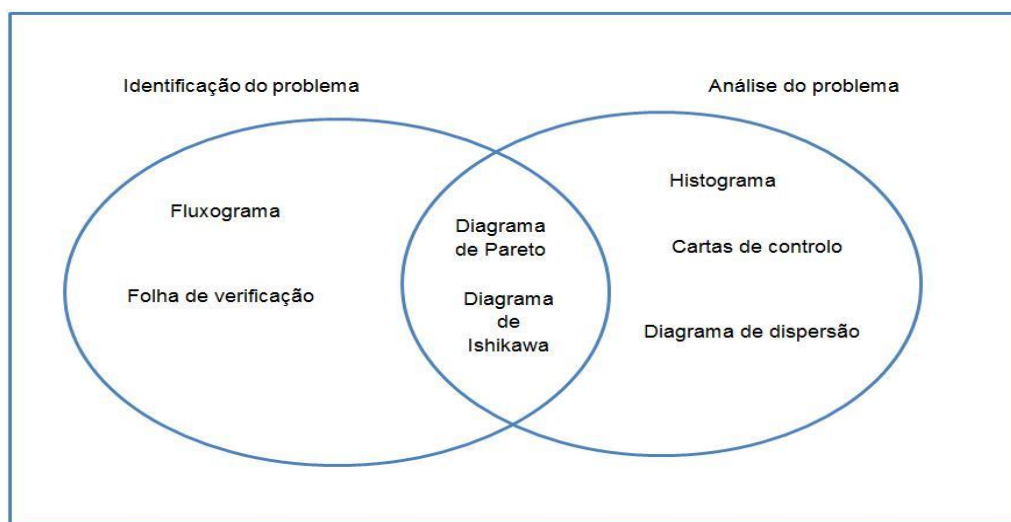 Identificação do problema
Análise do problema
Fluxograma
Folha de verificação
Diagrama
de Pareto
Diagrama
de
Ishikawa
Histograma
Cartas de controlo
Diagrama de dispersão